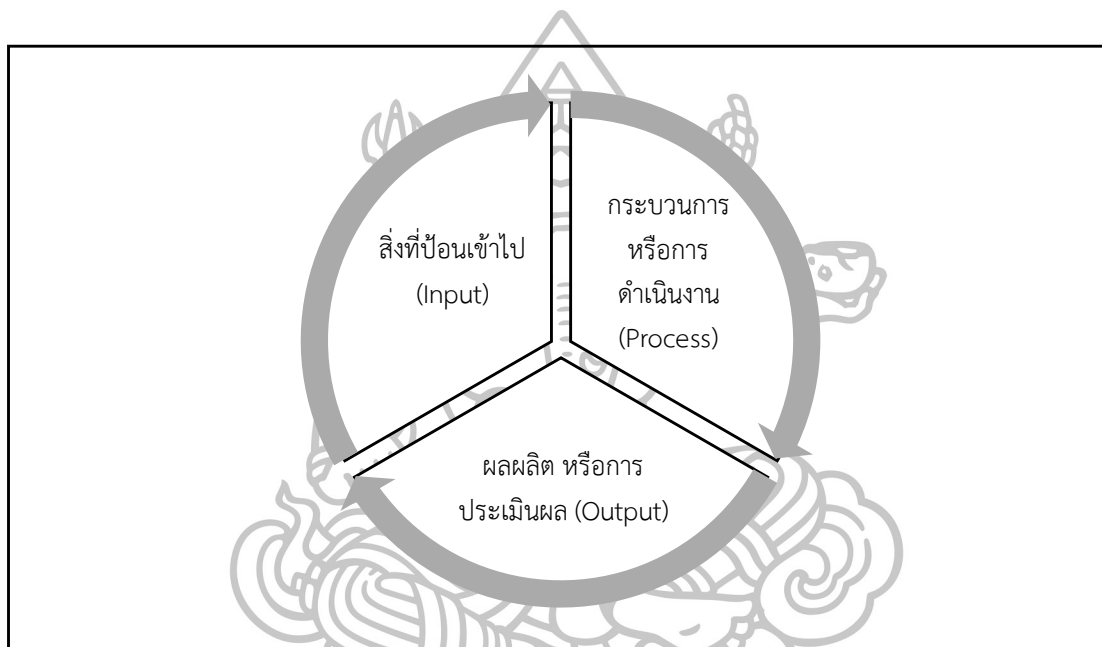 สิ่งที่ป้อนเข้าไป
(Input)
กระบวนการ
หรือการ
ดำเนินงาน
(Process)
ผลผลิต หรือการ
ประเมินผล (Output)